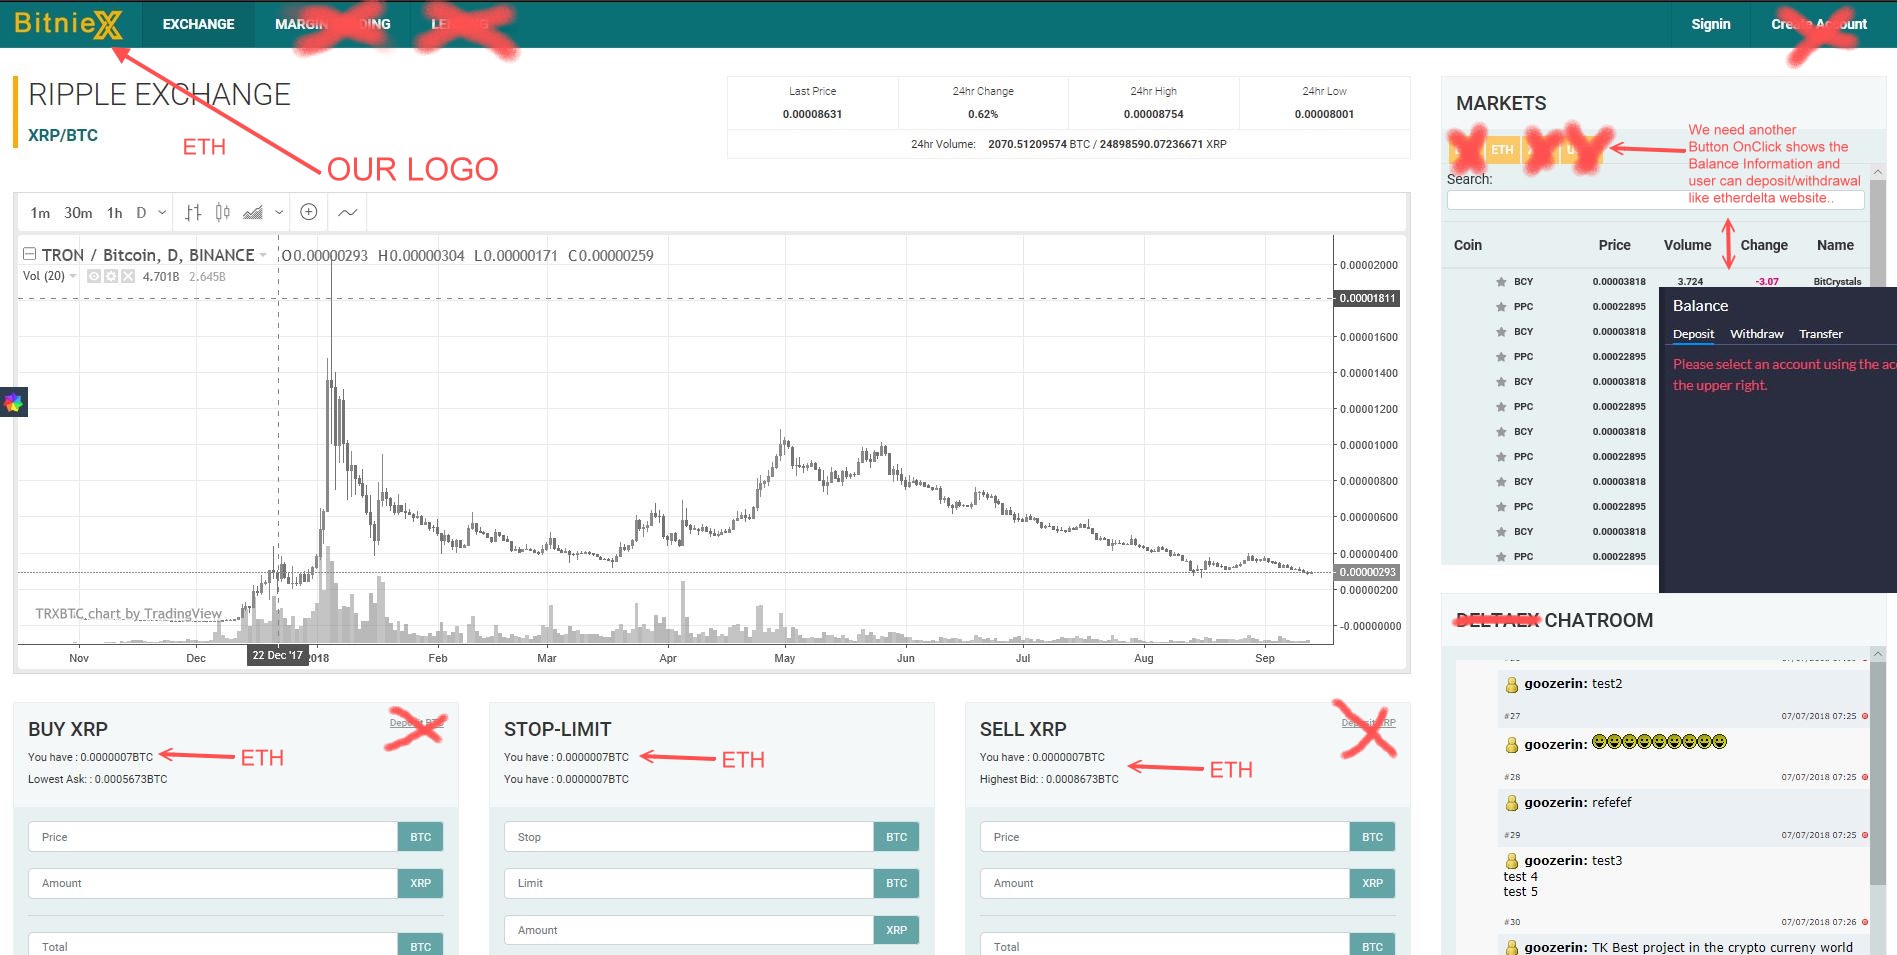 BitnieX EXCHANGE MARGIN Signin
RIPPLE EXCHANGE
XRP/BTC
ETH
OUR LOGO
Last Price 24hr Change 24hr High 24hr Low
0.00008631 0.62% 0.00008754 0.00008001
24hr Volume: 2070.51209574 BTC / 24898590.07236671 XRP
1m 30m 1h D
TRON / Bitcoin, D, BINANCE O0.00000293 H0.00000304 L0.00000171 C0.00000259
Vol (20) 4.701B 2.645B
0.00002000
0.00001811
0.00001600
0.00001400
0.00001200
0.00001000
0.00000800
0.00000600
0.00000400
0.00000293
0.00000200
-0.00000000
TRXBTC chart by TradingView
Nov Dec 22 Dec '17 2018 Feb Mar Apr May Jun Jul Aug Sep
MARKETS
ETH
We need another
Button OnClick shows the
Balance Information and
user can deposit/withdrawal
like etherdelta website..
Search:
Coin Price Volume Change Name
BCY 0.00003818 3.724 -3.07 BitCrystals
PPC 0.00022895
BCY 0.00003818
PPC 0.00022895
BCY 0.00003818
PPC 0.00022895
BCY 0.00003818
PPC 0.00022895
BCY 0.00003818
PPC 0.00022895
BCY 0.00003818
PPC 0.00022895
Balance
Deposit Withdraw Transfer
Please select an account using the
the upper right.
DELTAEX CHATROOM
goozerin: test2
#27 07/07/2018 07:25
goozerin:
#28 07/07/2018 07:25
goozerin: refefef
#29 07/07/2018 07:25
goozerin: test3
test 4
test 5
#30 07/07/2018 07:26
goozerin: TK Best project in the crypto curreny world
BUY XRP
You have : 0.0000007BTC ETH
Lowest Ask: : 0.0005673BTC
Price BTC
Amount XRP
Total BTC
STOP-LIMIT
You have : 0.0000007BTC ETH
You have : 0.0000007BTC
Stop BTC
Limit BTC
Amount XRP
SELL XRP
You have : 0.0000007BTC
ETH
Highest Bid: : 0.0008673BTC
Price BTC
Amount XRP
Total BTC